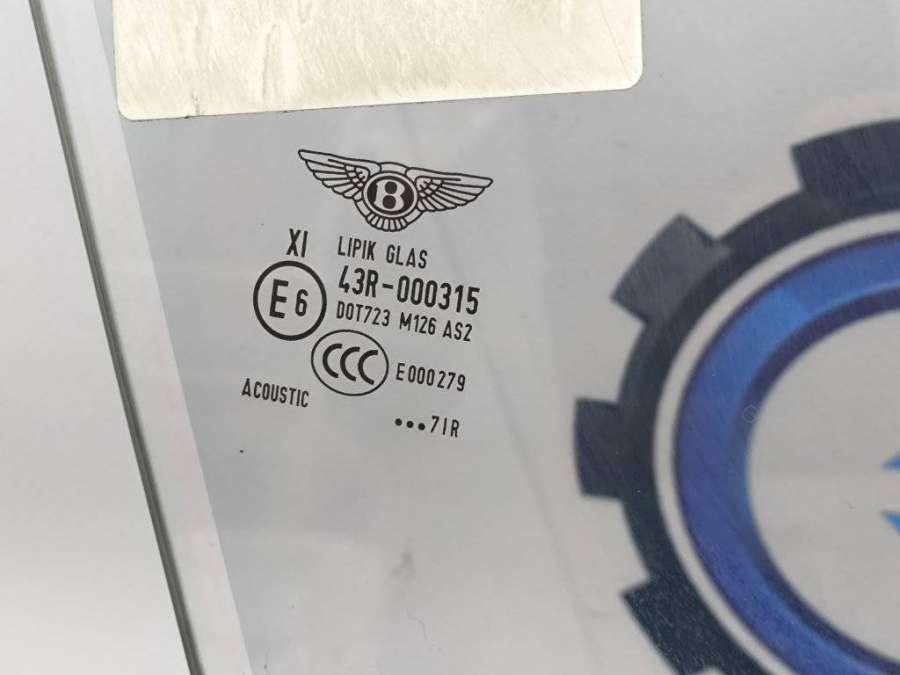 B
XI LIPIK GLAS
E6 43R-000315
DOT723 M126 AS2
CCC E000279
ACOUSTIC
...7IR